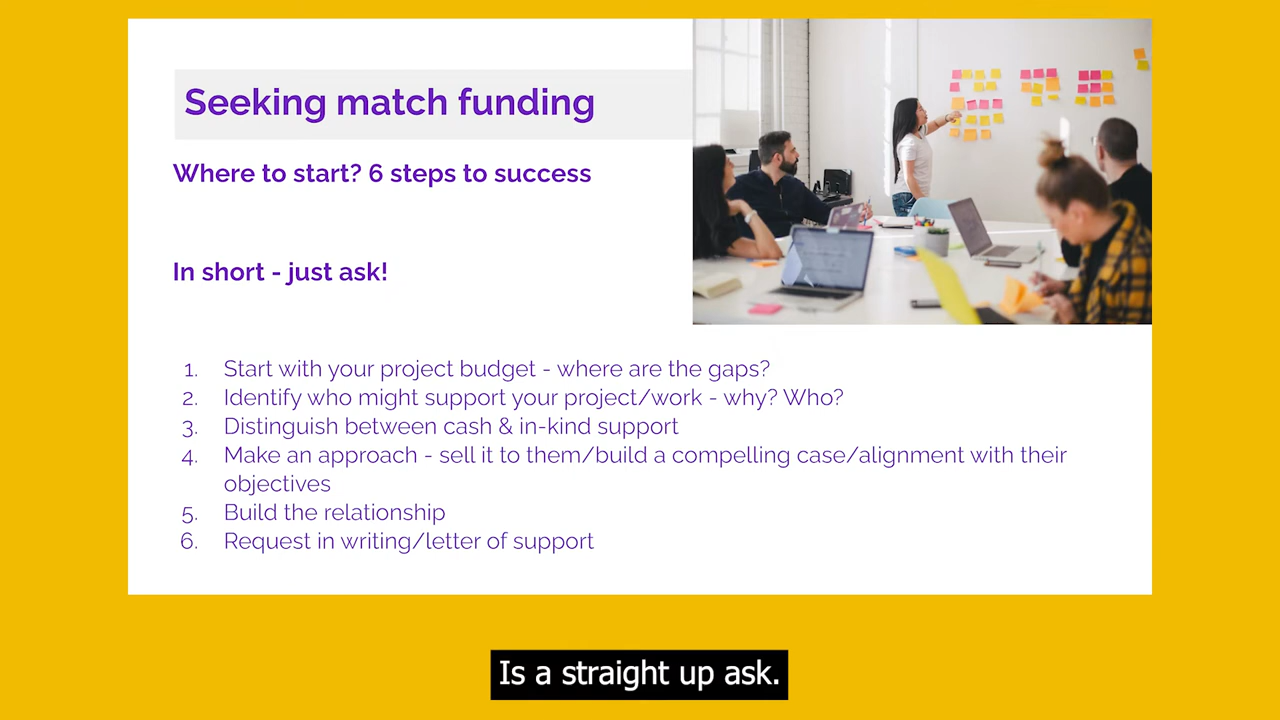 Seeking match funding
Where to start? 6 steps to success
In short - just ask!
1. Start with your project budget - where are the gaps?
2. Identify who might support your project/work - why? Who?
3. Distinguish between cash & in-kind support
4. Make an approach - sell it to them/build a compelling case/alignment with their
objectives
5. Build the relationship
6. Request in writing/letter of support
Is a straight up ask.